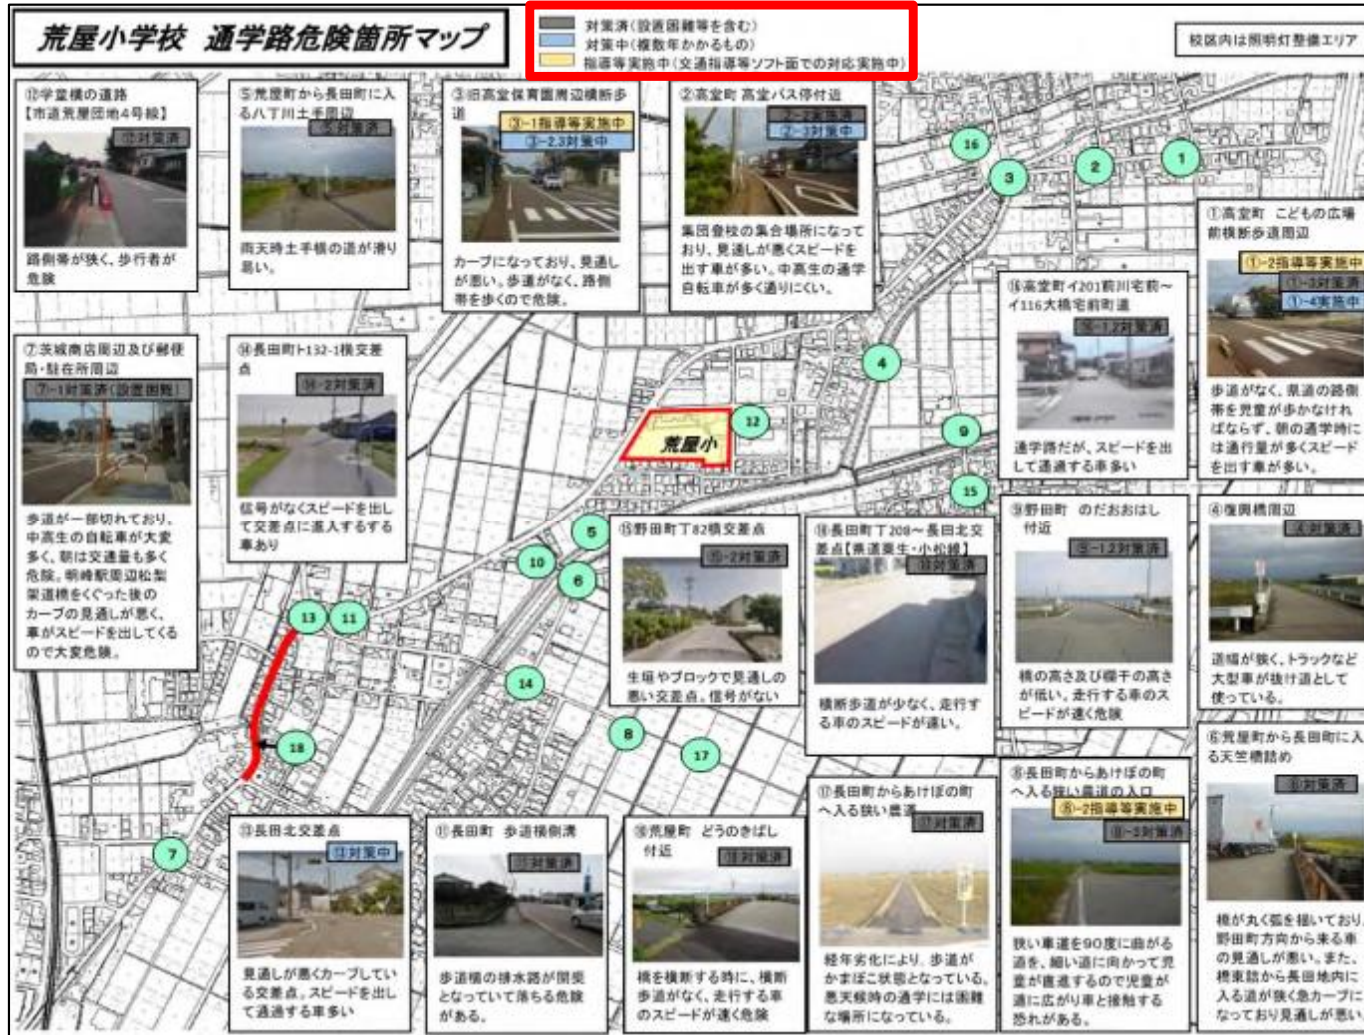 荒屋小学校 通学路危険箇所マップ
対策済(設置困難等を含む)
対策中(複数年かかるもの)
指導等実施中(交通指導等ソフト面での対応実施中)
校区内は照明灯整備エリア
⑫学童横の道路
【市道荒屋団地4号線】
⑫対策済
路側帯が狭く、歩行者が
危険
⑤荒屋町から長田町に入
る八丁川土手周辺
⑤対策済
雨天時土手横の道が滑り
易い。
③旧高堂保育園周辺横断歩
道
③-1指導等実施中
③-2,3対策中
カーブになっており、見通し
が悪い。歩道がなく、路側
帯を歩くので危険。
②高堂町 高堂バス停付近
②-2実施済
②-3対策中
集団登校の集合場所になって
おり、見通しが悪くスピードを
出す車が多い。中高生の通学
自転車が多く通りにくい。
①高堂町 こどもの広場
前横断歩道周辺
①-2指導等実施中
①-3対策済
①-4実施中
歩道がなく、県道の路側
帯を児童が歩かなけれ
ばならず、朝の通学時に
は通行量が多くスピード
を出す車が多い。
⑯高堂町イ201前川宅前～
イ116大橋宅前町道
⑯-1,2対策済
通学路だが、スピードを出
して通過する車多い
⑦茨城商店周辺及び郵便
局・駐在所周辺
⑦-1対策済(設置困難)
歩道が一部切れており、
中高生の自転車が大変
多く、朝は交通量も多く
危険。明峰駅周辺松梨
架道橋をくぐった後の
カーブの見通しが悪く、
車がスピードを出してくる
ので大変危険。
⑭長田町ト132-1横交差
点
⑭-2対策済
信号がなくスピードを出し
て交差点に進入するする
車あり
荒屋小
⑮野田町丁82横交差点
⑮-2対策済
生垣やブロックで見通しの
悪い交差点。信号がない
⑱長田町丁208～長田北交
差点【県道粟生・小松線】
⑱対策済
横断歩道が少なく、走行す
る車のスピードが速い。
⑨野田町 のだおおはし
付近
⑨-1,2対策済
橋の高さ及び欄干の高さ
が低い。走行する車のス
ピードが速く危険
④復興橋周辺
④対策済
道幅が狭く、トラックなど
大型車が抜け道として
使っている。
⑬長田北交差点
⑬対策中
見通しが悪くカーブしてい
る交差点。スピードを出し
て通過する車多い
⑪長田町 歩道横側溝
⑪対策済
歩道横の排水路が開渠
となっていて落ちる危険
がある。
⑩荒屋町 どうのきばし
付近
⑩対策済
橋を横断する時に、横断
歩道がなく、走行する車
のスピードが速く危険
⑰長田町からあけぼの町
へ入る狭い農道
⑰対策済
経年劣化により、歩道が
かまぼこ状態となっている。
悪天候時の通学には困難
な場所になっている。
⑧長田町からあけぼの町
へ入る狭い農道の入口
⑧-2指導等実施中
⑧-3対策済
狭い車道を90度に曲がる
道を、細い道に向かって児
童が直進するので児童が
道に広がり車と接触する
恐れがある。
⑥荒屋町から長田町に入
る天竺橋詰め
⑥対策済
橋が丸く弧を描いており、
野田町方向から来る車
の見通しが悪い。また、
橋東詰から長田地内に
入る道が狭く急カーブに
なっており見通しが悪い
16
3
2
1
4
12
9
15
5
10
6
13
11
14
8
17
18
7